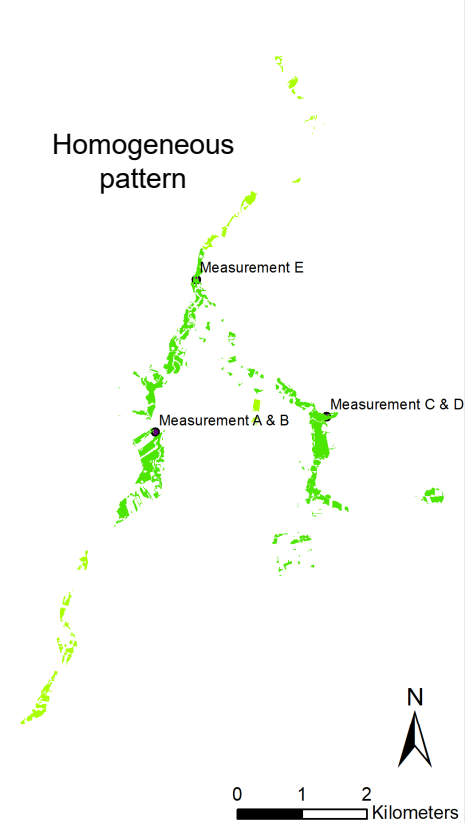 Homogeneous
pattern
Measurement E
Measurement C & D
Measurement A & B
N
0 1 2
Kilometers